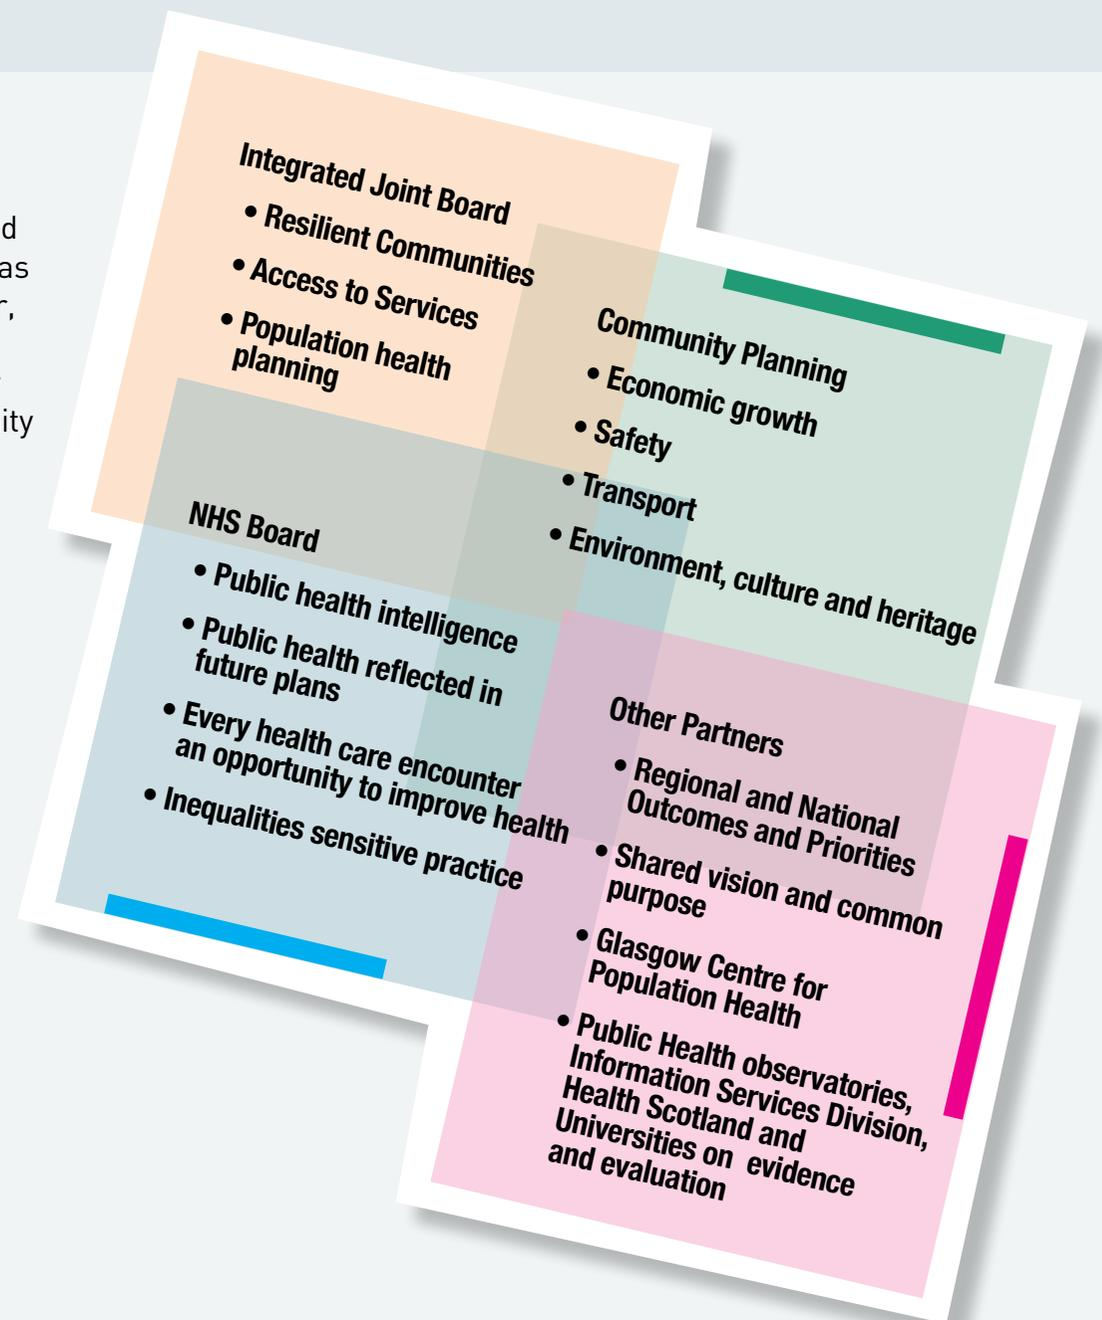 d
as
r,
ity
Integrated Joint Board
• Resilient Communities
• Access to Services
• Population health
planning
Community Planning
• Economic growth
• Safety
• Transport
• Environment, culture and heritage
NHS Board
• Public health intelligence
• Public health reflected in
future plans
• Every health care encounter
an opportunity to improve health
• Inequalities sensitive practice
Other Partners
• Regional and National
Outcomes and Priorities
• Shared vision and common
purpose
• Glasgow Centre for
Population Health
• Public Health observatories,
Information Services Division,
Health Scotland and
Universities on evidence
and evaluation